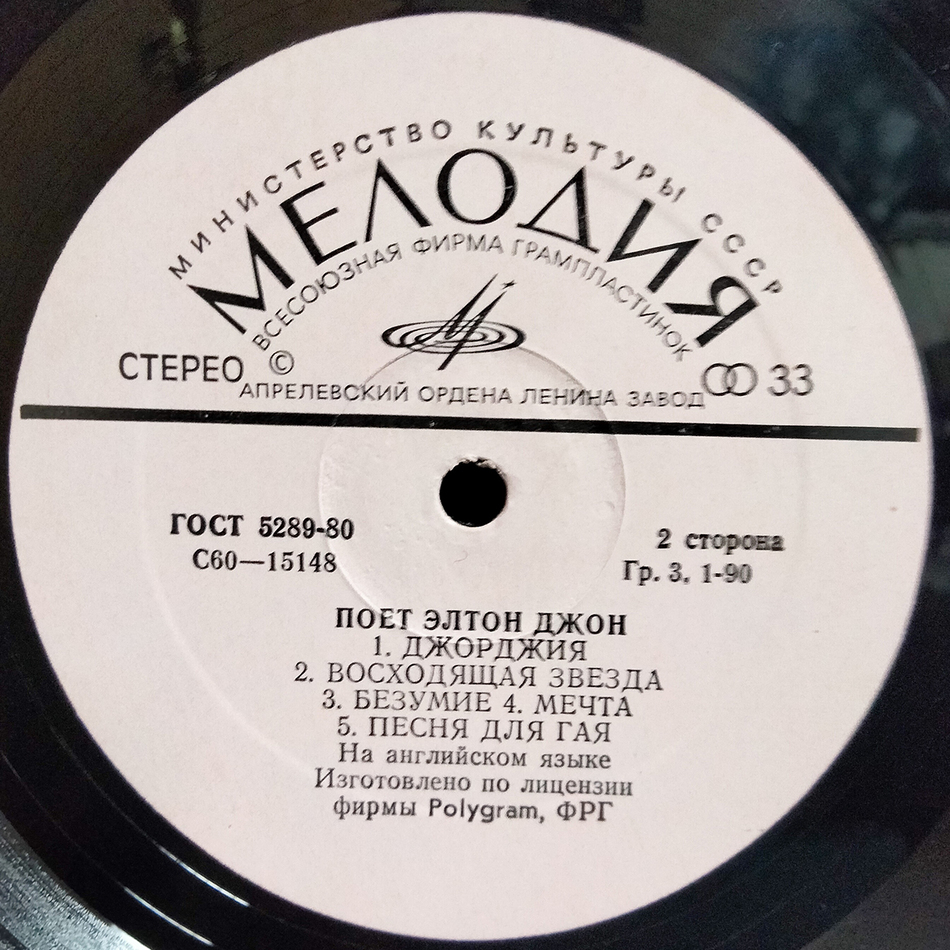 МИНИСТЕРСТВО КУЛЬТУРЫ СССР
МЕЛОДИЯ
ВСЕСОЮЗНАЯ ФИРМА ГРАМПЛАСТИНОК
СТЕРЕО ©
33
АПРЕЛЕВСКИЙ ОРДЕНА ЛЕНИНА ЗАВОД
ГОСТ 5289-80
С60—15148
2 сторона
Гр. 3, 1-90
ПОЕТ ЭЛТОН ДЖОН
1. ДЖОРДЖИЯ
2. ВОСХОДЯЩАЯ ЗВЕЗДА
3. БЕЗУМИЕ 4. МЕЧТА
5. ПЕСНЯ ДЛЯ ГАЯ
На английском языке
Изготовлено по лицензии
фирмы Polygram, ФРГ